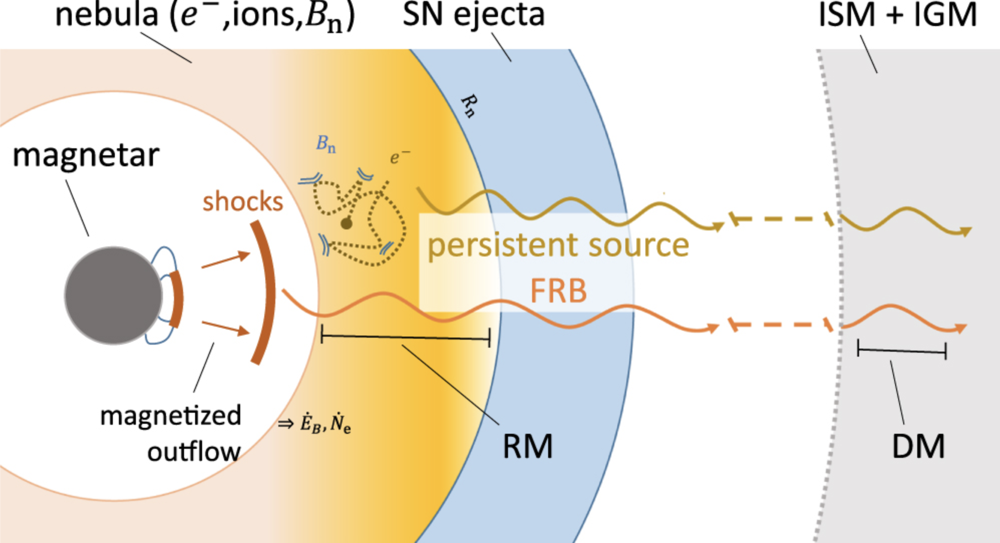 nebula (e⁻,ions,Bₙ)
SN ejecta
ISM + IGM
Rₙ
Bₙ
e⁻
magnetar
shocks
persistent source
FRB
magnetized
outflow
⇒ Ė_B, Ṅₑ
RM
DM